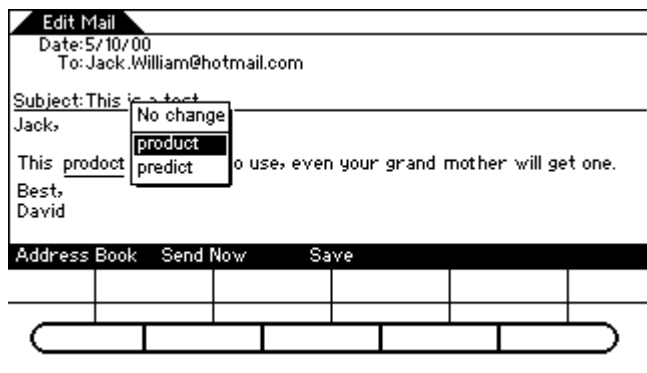 Edit Mail
Date:5/10/00
To:Jack.William@hotmail.com
Subject:This is a test
No change
Jack,
product
This prodoct o use, even your grand mother will get one.
predict
Best,
David
Address Book Send Now Save